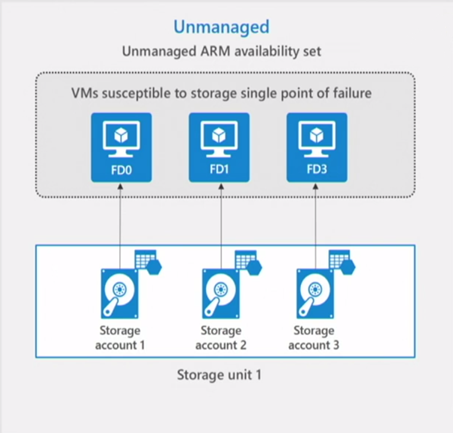 Unmanaged
Unmanaged ARM availability set
VMs susceptible to storage single point of failure
FD0 FD1 FD3
Storage account 1
Storage account 2
Storage account 3
Storage unit 1